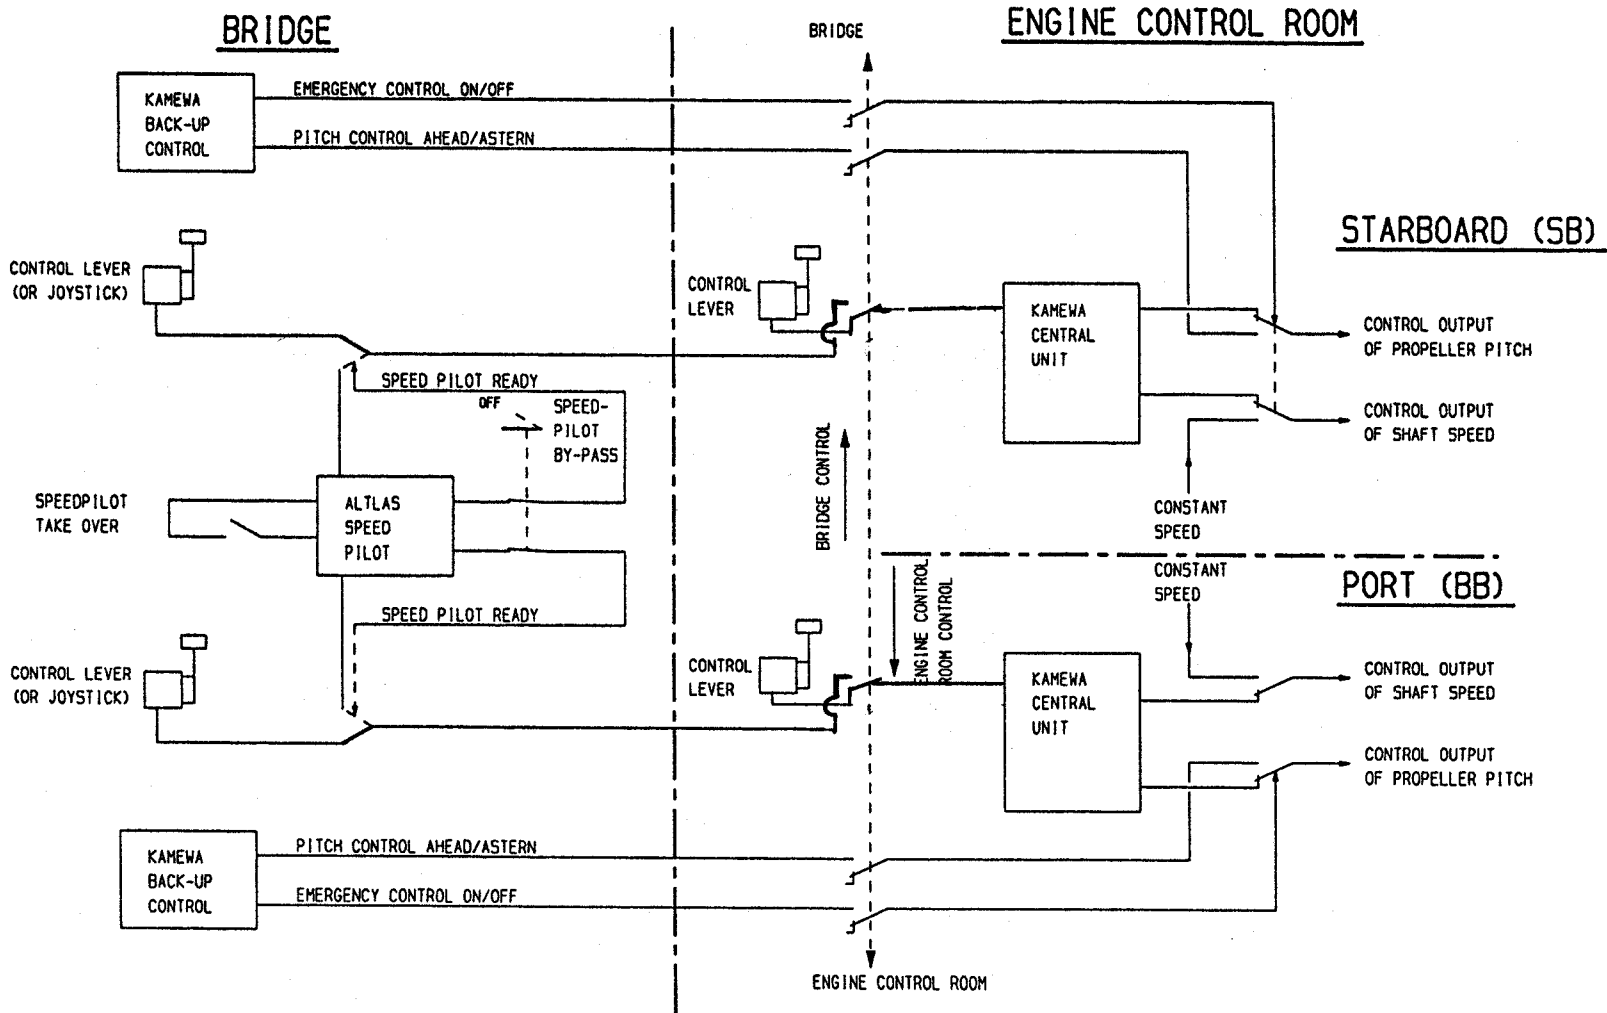 BRIDGE
BRIDGE
ENGINE CONTROL ROOM
KAMEWA
BACK-UP
CONTROL
EMERGENCY CONTROL ON/OFF
PITCH CONTROL AHEAD/ASTERN
STARBOARD (SB)
CONTROL LEVER
(OR JOYSTICK)
CONTROL
LEVER
KAMEWA
CENTRAL
UNIT
CONTROL OUTPUT
OF PROPELLER PITCH
SPEED PILOT READY
OFF
SPEED-
PILOT
BY-PASS
CONTROL OUTPUT
OF SHAFT SPEED
BRIDGE CONTROL
SPEEDPILOT
TAKE OVER
ALTLAS
SPEED
PILOT
CONSTANT
SPEED
CONSTANT
SPEED
PORT (BB)
ENGINE CONTROL
ROOM CONTROL
SPEED PILOT READY
CONTROL LEVER
(OR JOYSTICK)
CONTROL
LEVER
KAMEWA
CENTRAL
UNIT
CONTROL OUTPUT
OF SHAFT SPEED
CONTROL OUTPUT
OF PROPELLER PITCH
KAMEWA
BACK-UP
CONTROL
PITCH CONTROL AHEAD/ASTERN
EMERGENCY CONTROL ON/OFF
ENGINE CONTROL ROOM